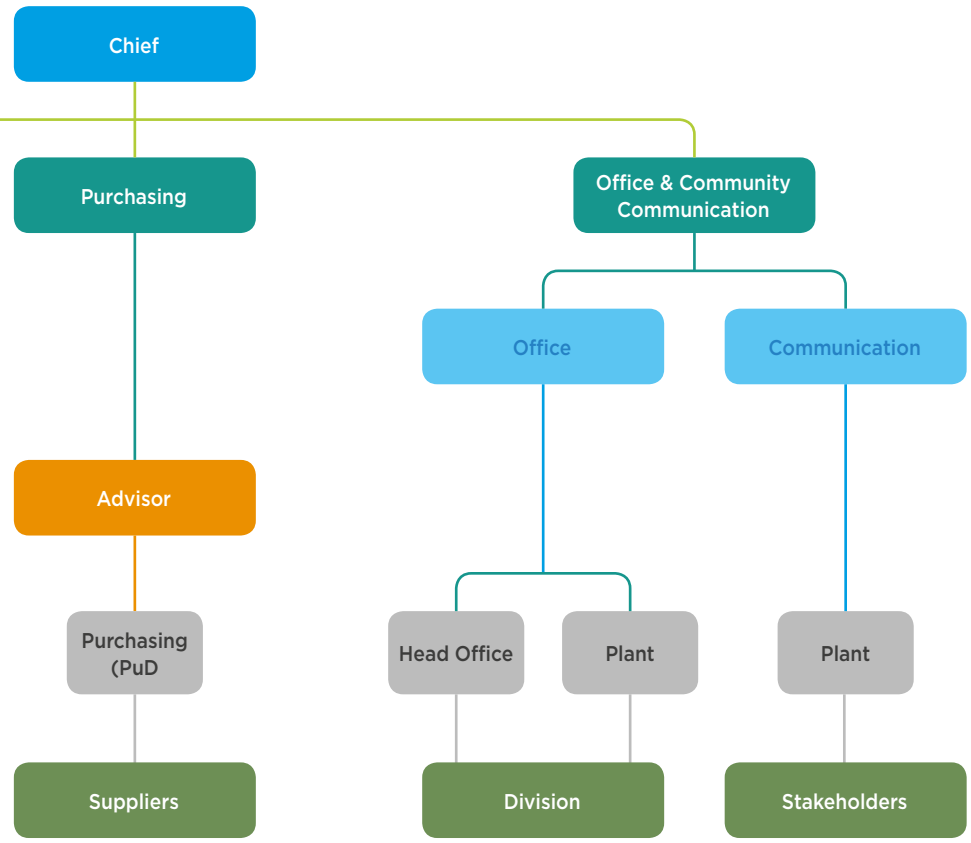 Chief
Purchasing
Office & Community
Communication
Office
Communication
Advisor
Purchasing
(PuD
Head Office
Plant
Plant
Suppliers
Division
Stakeholders